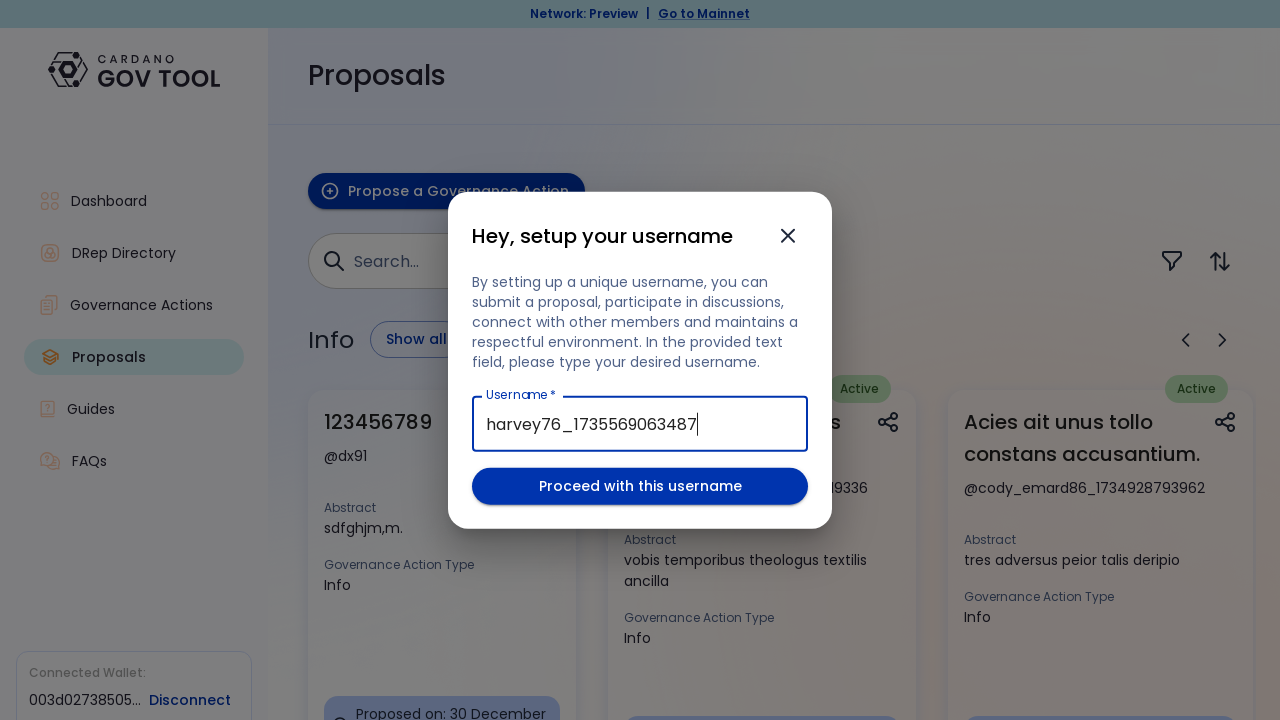 Network: Preview | Go to Mainnet
CARDANO
GOV TOOL
Proposals
Dashboard
DRep Directory
Governance Actions
Proposals
Guides
FAQs
Connected Wallet:
003d02738505... Disconnect
Propose a Governance Action
Search...
Info
Show all
Hey, setup your username
By setting up a unique username, you can
submit a proposal, participate in discussions,
connect with other members and maintains a
respectful environment. In the provided text
field, please type your desired username.
Username *
harvey76_1735569063487
Proceed with this username
123456789
@dx91
Abstract
sdfghjm,m.
Governance Action Type
Info
Proposed on: 30 December
Active
Abstract
vobis temporibus theologus textilis
ancilla
Governance Action Type
Info
Active
Acies ait unus tollo
constans accusantium.
@cody_emard86_1734928793962
Abstract
tres adversus peior talis deripio
Governance Action Type
Info